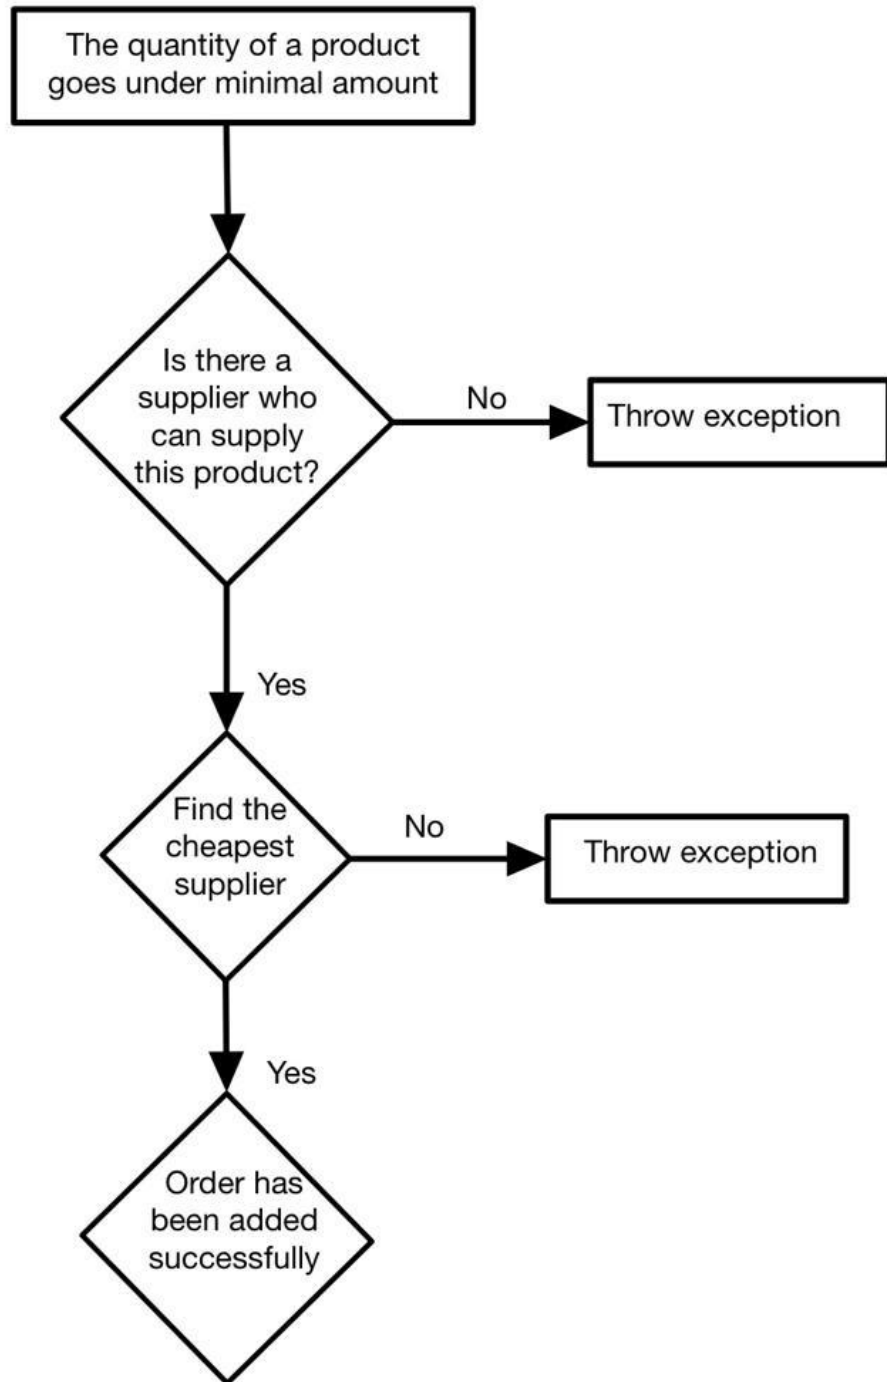 The quantity of a product
goes under minimal amount
Is there a
supplier who
can supply
this product?
No
Throw exception
Yes
Find the
cheapest
supplier
No
Throw exception
Yes
Order has
been added
successfully